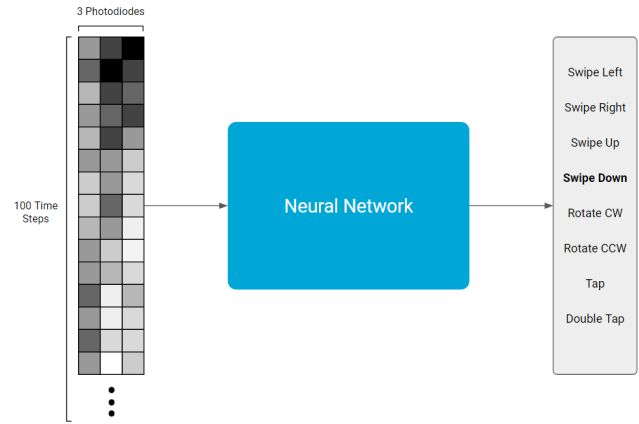 3 Photodiodes
100 Time
Steps
Neural Network
Swipe Left
Swipe Right
Swipe Up
Swipe Down
Rotate CW
Rotate CCW
Tap
Double Tap